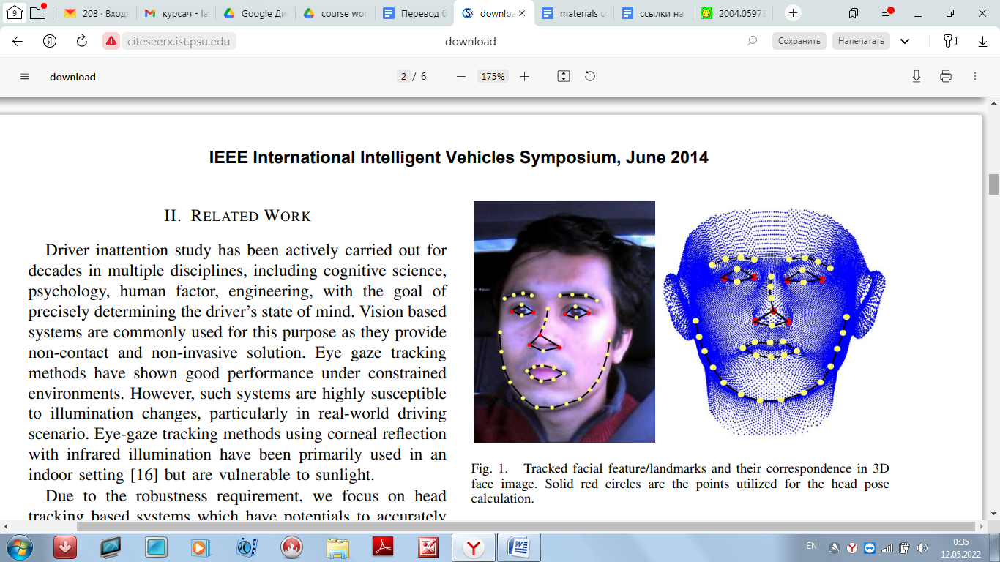 9
208 · Входя
курсач - la
Google Ди
course wor
Перевод б
downloa
materials co
ссылки на
2004.05973
citeseerx.ist.psu.edu
download
Сохранить
Напечатать
download
2 / 6
175%
IEEE International Intelligent Vehicles Symposium, June 2014
II. RELATED WORK
Driver inattention study has been actively carried out for
decades in multiple disciplines, including cognitive science,
psychology, human factor, engineering, with the goal of
precisely determining the driver's state of mind. Vision based
systems are commonly used for this purpose as they provide
non-contact and non-invasive solution. Eye gaze tracking
methods have shown good performance under constrained
environments. However, such systems are highly susceptible
to illumination changes, particularly in real-world driving
scenario. Eye-gaze tracking methods using corneal reflection
with infrared illumination have been primarily used in an
indoor setting [16] but are vulnerable to sunlight.
Due to the robustness requirement, we focus on head
tracking based systems which have potentials to accurately
Fig. 1. Tracked facial feature/landmarks and their correspondence in 3D
face image. Solid red circles are the points utilized for the head pose
calculation.
EN
0:35
12.05.2022